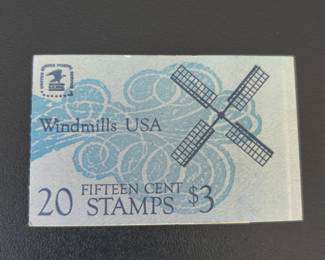 Windmills USA
20 FIFTEEN CENT STAMPS $3